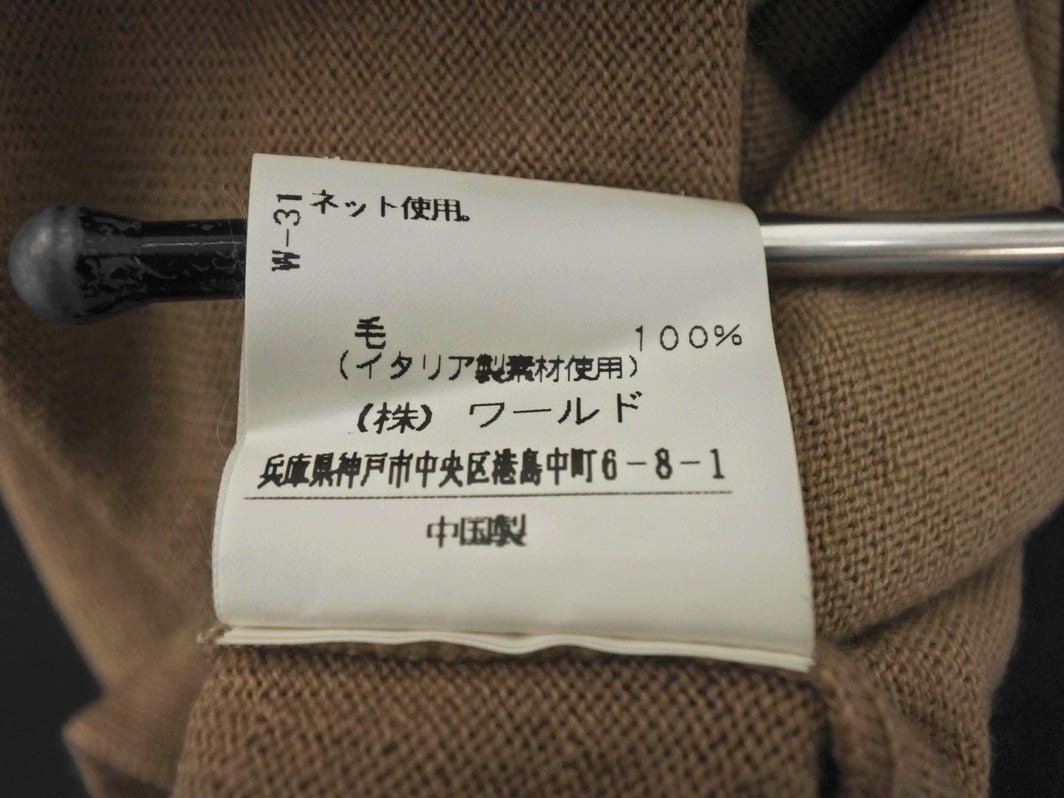 W-31
ネット使用。
毛 100%
(イタリア製素材使用)
(株) ワールド
兵庫県神戸市中央区港島中町6-8-1
中国製